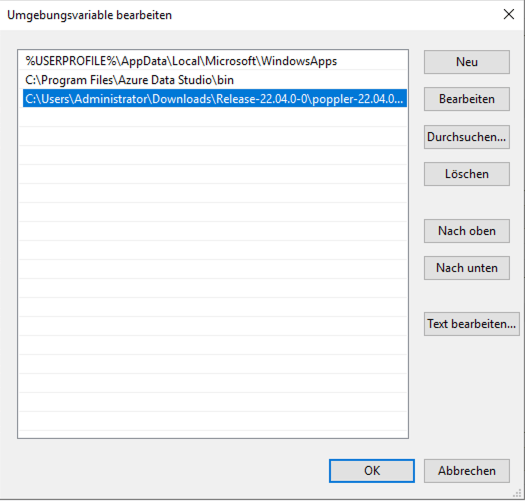 Umgebungsvariable bearbeiten
%USERPROFILE%\AppData\Local\Microsoft\WindowsApps
C:\Program Files\Azure Data Studio\bin
C:\Users\Administrator\Downloads\Release-22.04.0-0\poppler-22.04.0...
Neu
Bearbeiten
Durchsuchen...
Löschen
Nach oben
Nach unten
Text bearbeiten...
OK
Abbrechen